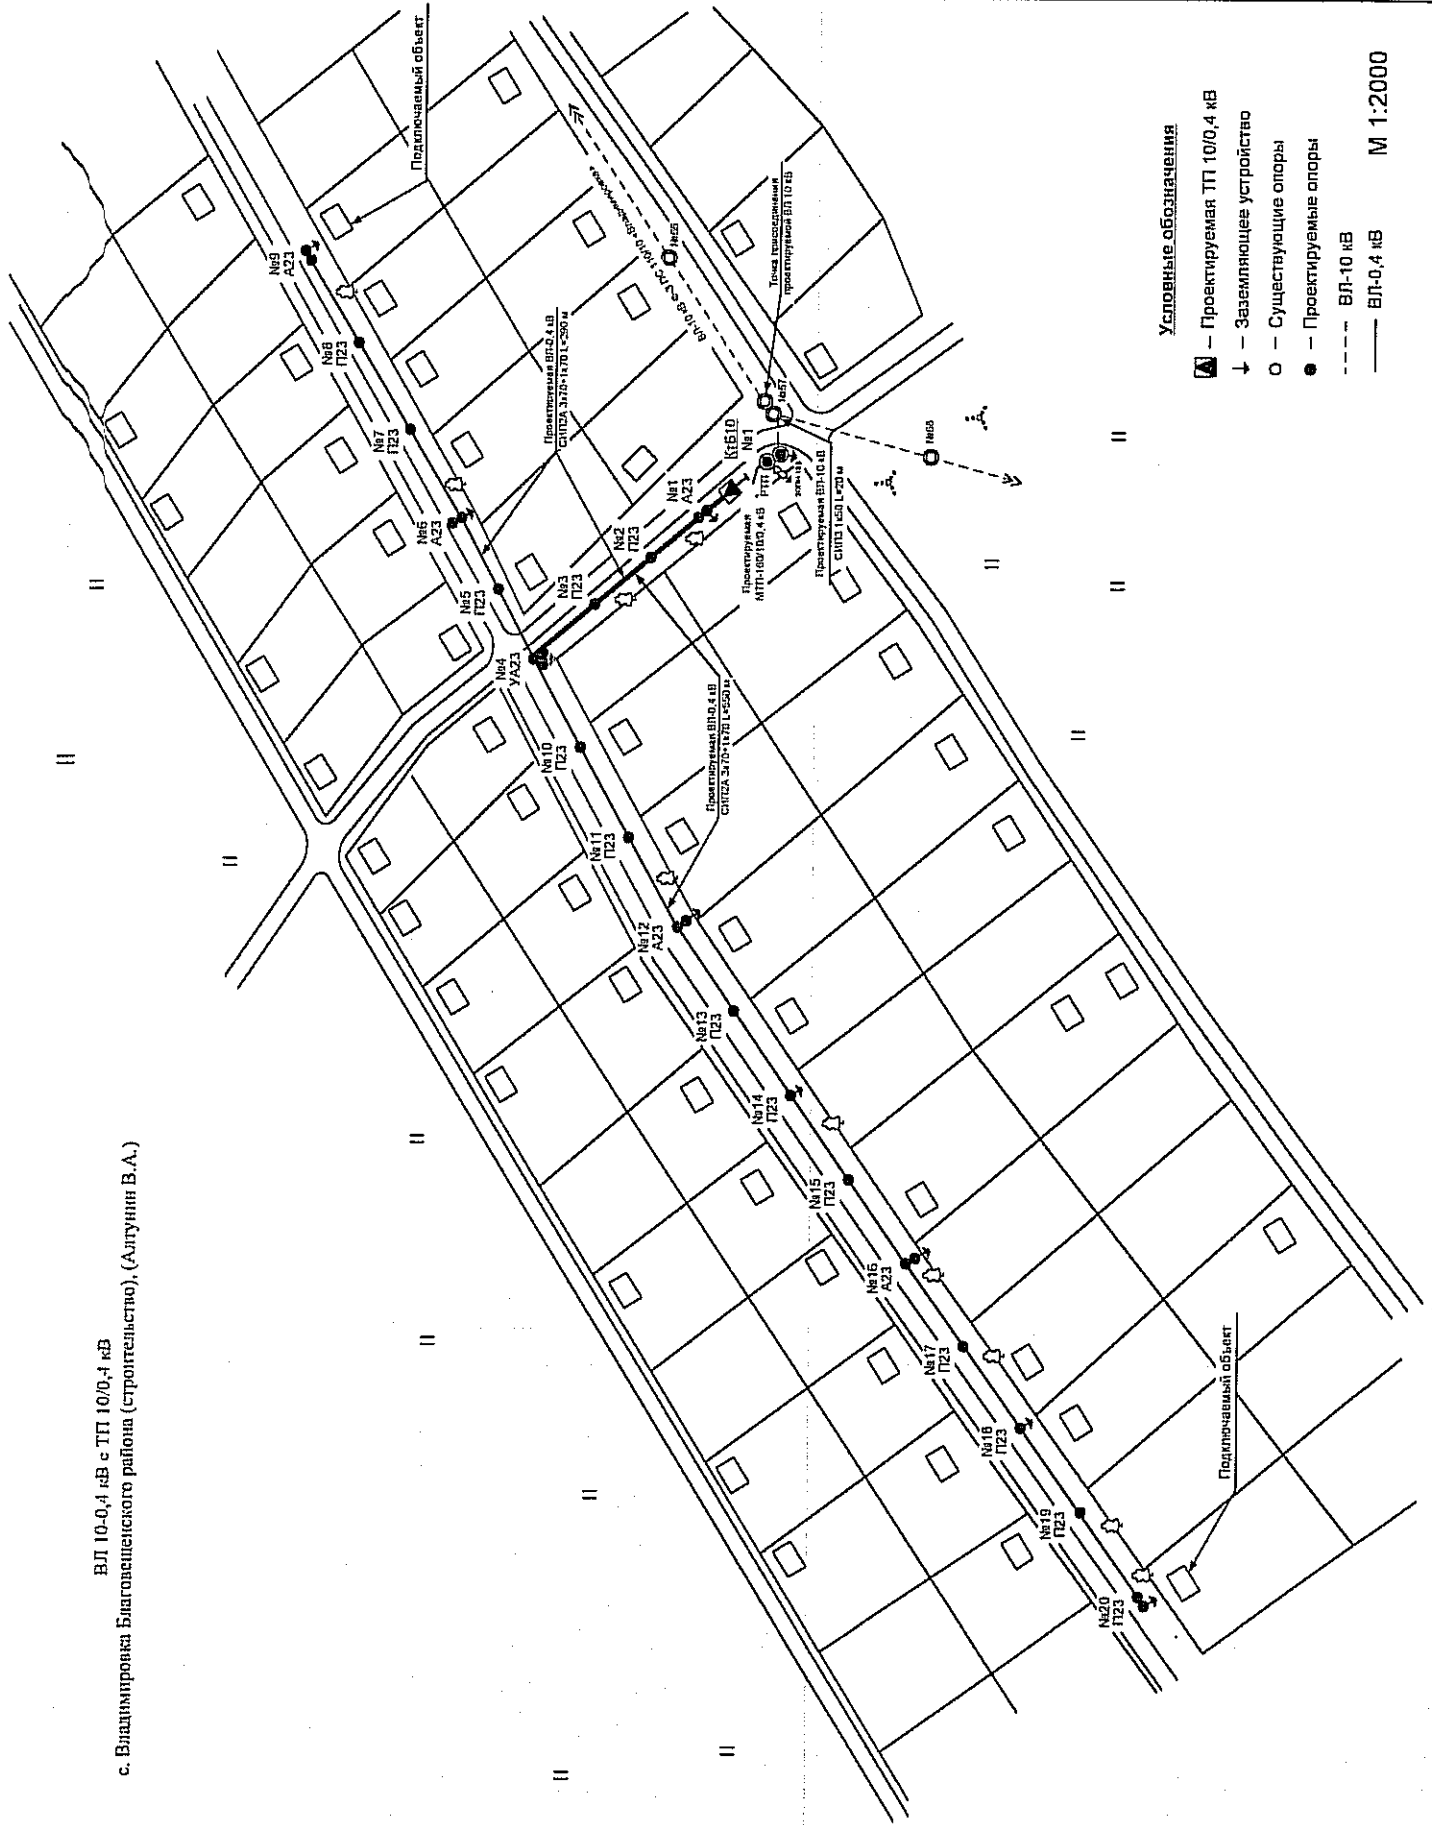 ВЛ 10-0,4 кВ с ТП 10/0,4 кВ
с. Владимировка Благовещенского района (строительство), (Алтунин В.А.)
№9
А23
№8
П23
№7
П23
№6
А23
№5
П23
№4
УА23
№3
П23
№2
П23
№1
А23
№10
П23
№11
П23
№12
А23
№13
П23
№14
П23
№15
П23
№16
А23
№17
П23
№18
П23
№19
П23
№20
П23
Подключаемый объект
Проектируемая ВЛ-0,4 кВ
СИП2А 3х70+1х70 L=390 м
Проектируемая ВЛ-0,4 кВ
СИП2А 3х70+1х70 L=550 м
Проектируемая
МТП-160/10/0,4 кВ
Кт610
№1
РТП
Проектируемая ВЛ-10 кВ
СИП3 1х50 L=20 м
Точка присоединения
проектируемой ВЛ 10 кВ
№67
№68
Подключаемый объект
Условные обозначения
– Проектируемая ТП 10/0,4 кВ
– Заземляющее устройство
– Существующие опоры
– Проектируемые опоры
ВЛ-10 кВ
ВЛ-0,4 кВ
М 1:2000